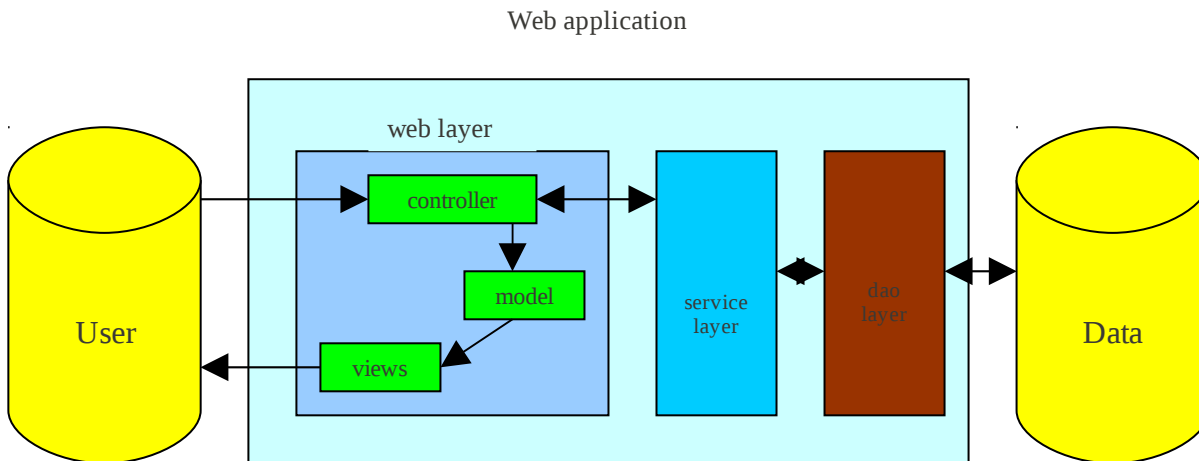 Web application
web layer
controller
model
service
layer
dao
layer
User
Data
views